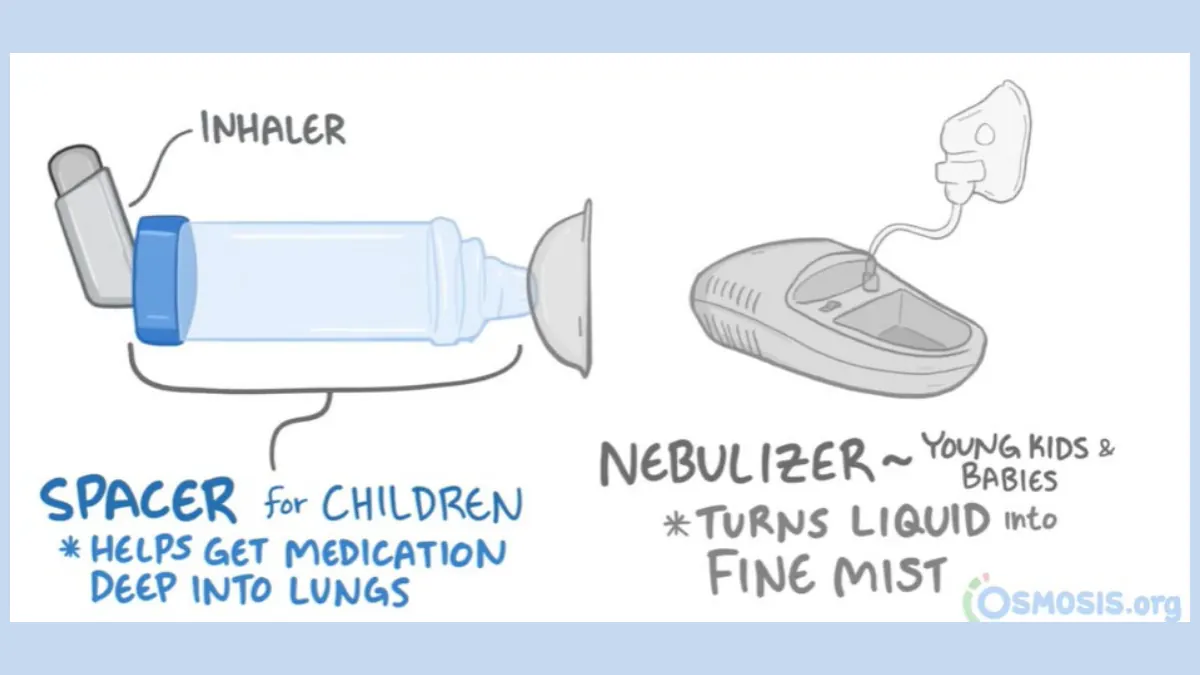 INHALER
SPACER for CHILDREN
* HELPS GET MEDICATION
DEEP INTO LUNGS
NEBULIZER ~ YOUNG KIDS &
BABIES
* TURNS LIQUID into
FINE MIST
OSMOSIS.org